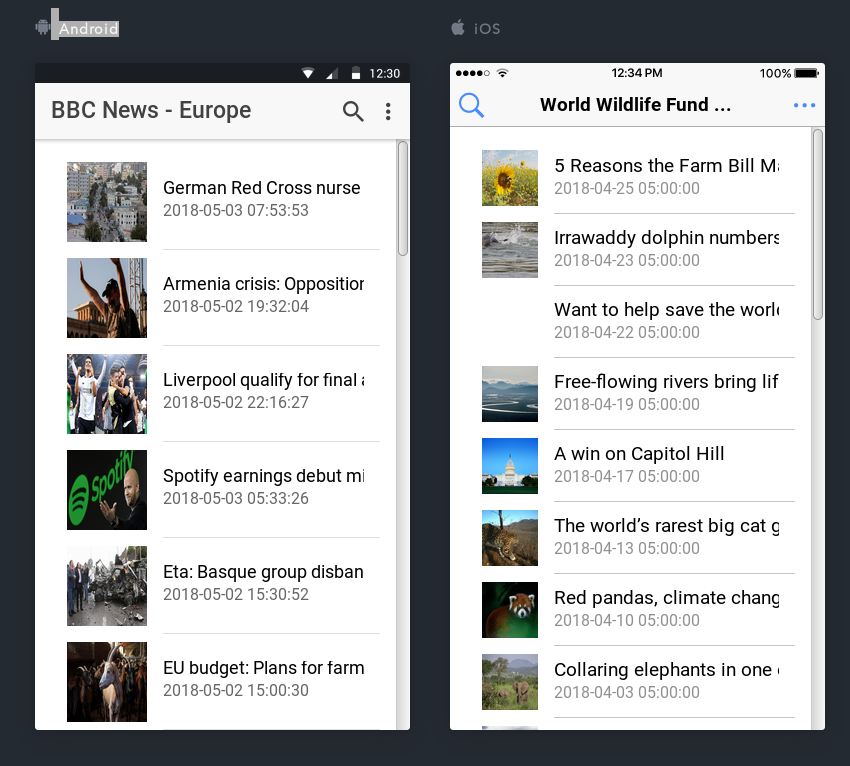 Android
12:30
BBC News - Europe
German Red Cross nurse
2018-05-03 07:53:53
Armenia crisis: Opposition
2018-05-02 19:32:04
Liverpool qualify for final
2018-05-02 22:16:27
Spotify
Spotify earnings debut mi
2018-05-03 05:33:26
Eta: Basque group disban
2018-05-02 15:30:52
EU budget: Plans for farm
2018-05-02 15:00:30
iOS
12:34 PM 100%
World Wildlife Fund ...
5 Reasons the Farm Bill Ma
2018-04-25 05:00:00
Irrawaddy dolphin numbers
2018-04-23 05:00:00
Want to help save the world
2018-04-22 05:00:00
Free-flowing rivers bring lif
2018-04-19 05:00:00
A win on Capitol Hill
2018-04-17 05:00:00
The world's rarest big cat g
2018-04-13 05:00:00
Red pandas, climate chang
2018-04-10 05:00:00
Collaring elephants in one
2018-04-03 05:00:00